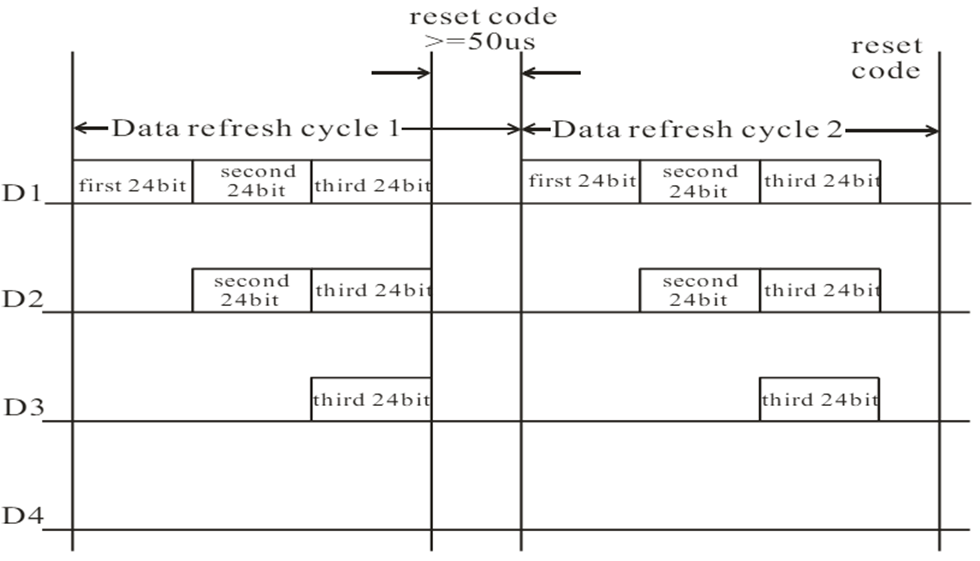 reset code
>=50us
reset
code
Data refresh cycle 1
Data refresh cycle 2
D1
first 24bit
second
24bit
third 24bit
first 24bit
second
24bit
third 24bit
D2
second
24bit
third 24bit
second
24bit
third 24bit
D3
third 24bit
third 24bit
D4